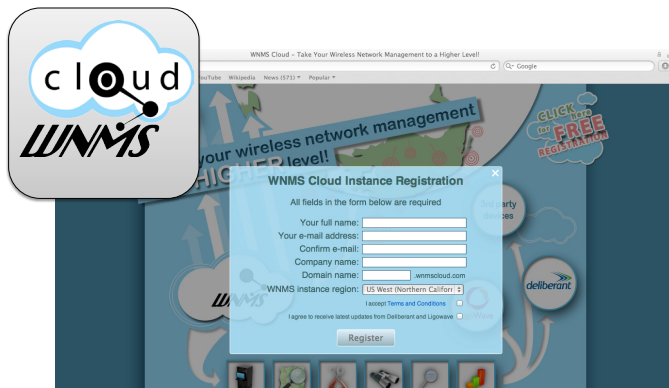 cloud
WNMS
WNMS Cloud – Take Your Wireless Network Management to a Higher Level!
Google
YouTube Wikipedia News (571) Popular
your wireless network management
HIGHER level!
CLICK
here
for FREE
REGISTRATION
WNMS Cloud Instance Registration
All fields in the form below are required
Your full name:
Your e-mail address:
Confirm e-mail:
Company name:
Domain name: .wnmscloud.com
WNMS instance region: US West (Northern Californ
I accept Terms and Conditions
I agree to receive latest updates from Deliberant and Ligowave
Register
party
devices
deliberant